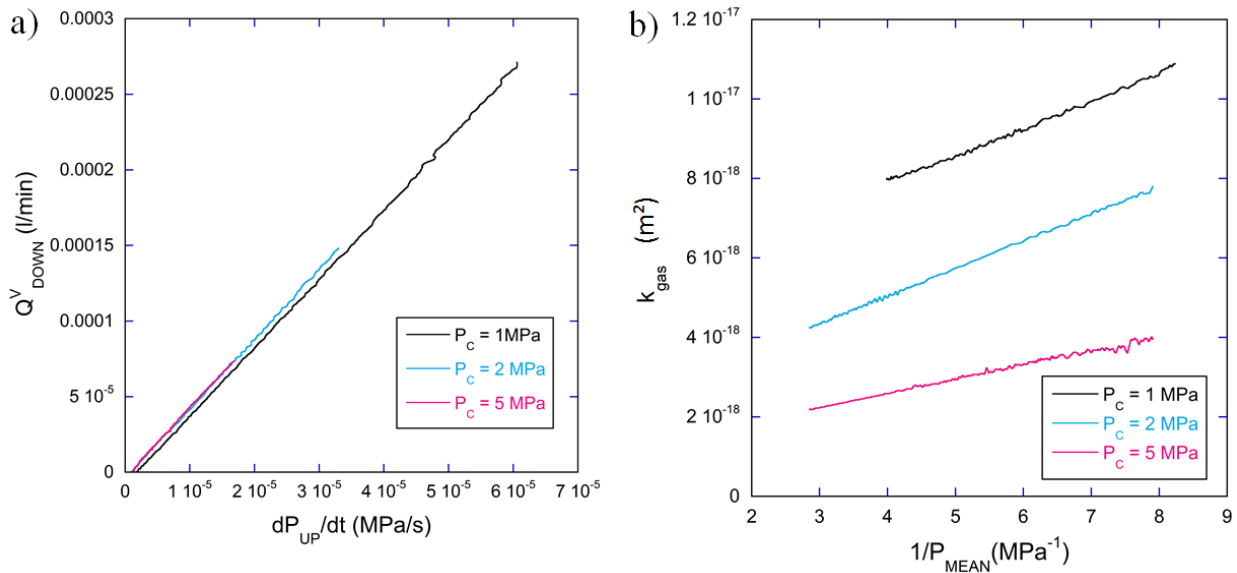 a)
0.0003
0.00025
0.0002
0.00015
0.0001
5 10⁻⁵
0
Q^V_DOWN (l/min)
P_C = 1MPa
P_C = 2 MPa
P_C = 5 MPa
0 1 10⁻⁵ 2 10⁻⁵ 3 10⁻⁵ 4 10⁻⁵ 5 10⁻⁵ 6 10⁻⁵ 7 10⁻⁵
dP_UP/dt (MPa/s)
b)
1.2 10⁻¹⁷
1 10⁻¹⁷
8 10⁻¹⁸
6 10⁻¹⁸
4 10⁻¹⁸
2 10⁻¹⁸
0
k_gas (m²)
P_C = 1 MPa
P_C = 2 MPa
P_C = 5 MPa
2 3 4 5 6 7 8 9
1/P_MEAN(MPa⁻¹)